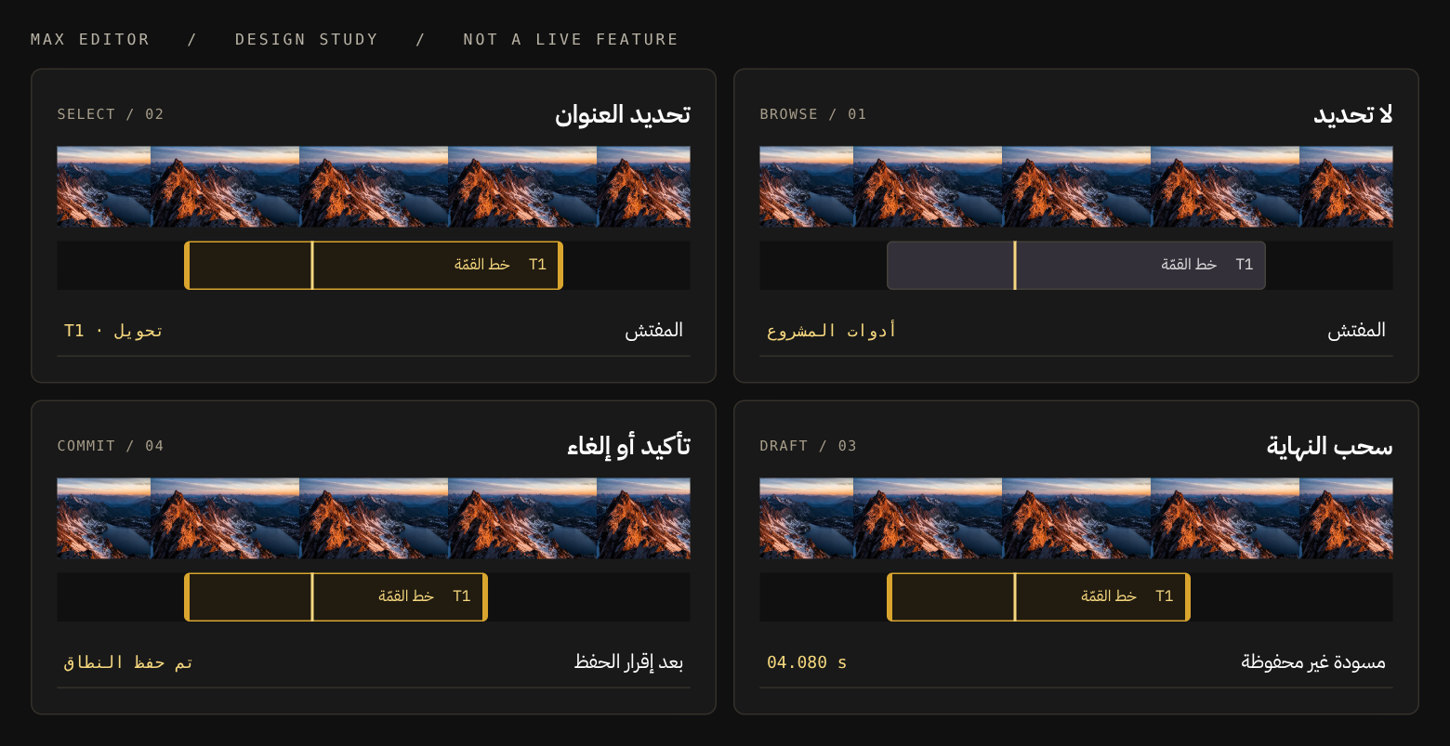 MAX EDITOR / DESIGN STUDY / NOT A LIVE FEATURE
لا تحديد
BROWSE / 01
T1 خط القمّة
المفتش
أدوات المشروع
تحديد العنوان
SELECT / 02
T1 خط القمّة
المفتش
تحويل · T1
سحب النهاية
DRAFT / 03
T1 خط القمّة
مسودة غير محفوظة
04.080 s
تأكيد أو إلغاء
COMMIT / 04
T1 خط القمّة
بعد إقرار الحفظ
تم حفظ النطاق